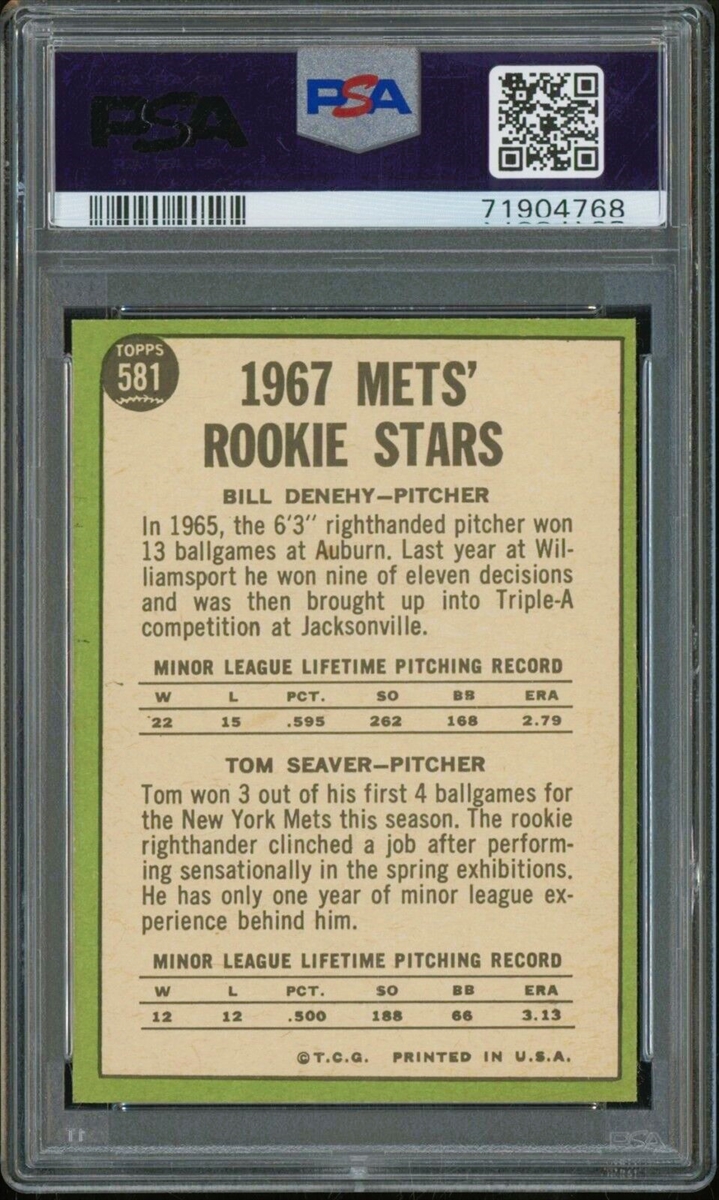 PSA
PSA
71904768
TOPPS
581
1967 METS'
ROOKIE STARS
BILL DENEHY—PITCHER
In 1965, the 6'3" righthanded pitcher won
13 ballgames at Auburn. Last year at Wil-
liamsport he won nine of eleven decisions
and was then brought up into Triple-A
competition at Jacksonville.
MINOR LEAGUE LIFETIME PITCHING RECORD
W L PCT. SO BB ERA
22 15 .595 262 168 2.79
TOM SEAVER—PITCHER
Tom won 3 out of his first 4 ballgames for
the New York Mets this season. The rookie
righthander clinched a job after perform-
ing sensationally in the spring exhibitions.
He has only one year of minor league ex-
perience behind him.
MINOR LEAGUE LIFETIME PITCHING RECORD
W L PCT. SO BB ERA
12 12 .500 188 66 3.13
©T.C.G. PRINTED IN U.S.A.
PSA